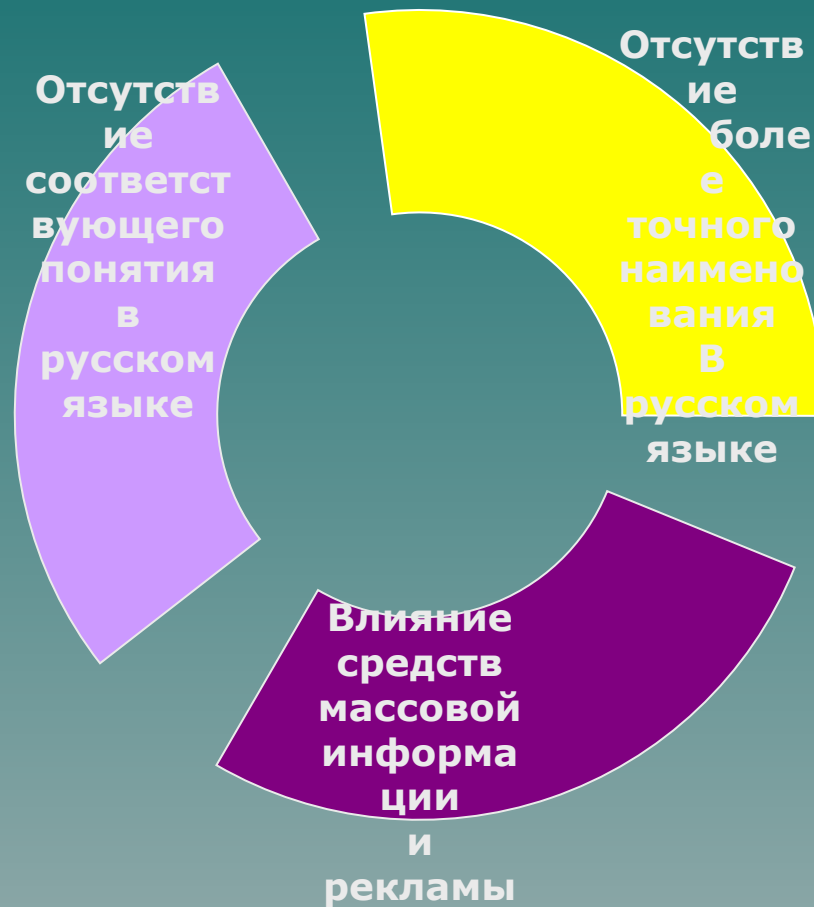 Отсутств
ие
соответст
вующего
понятия
в
русском
языке
Отсутств
ие
боле
е
точного
наимено
вания
В
русском
языке
Влияние
средств
массовой
информа
ции
и
рекламы